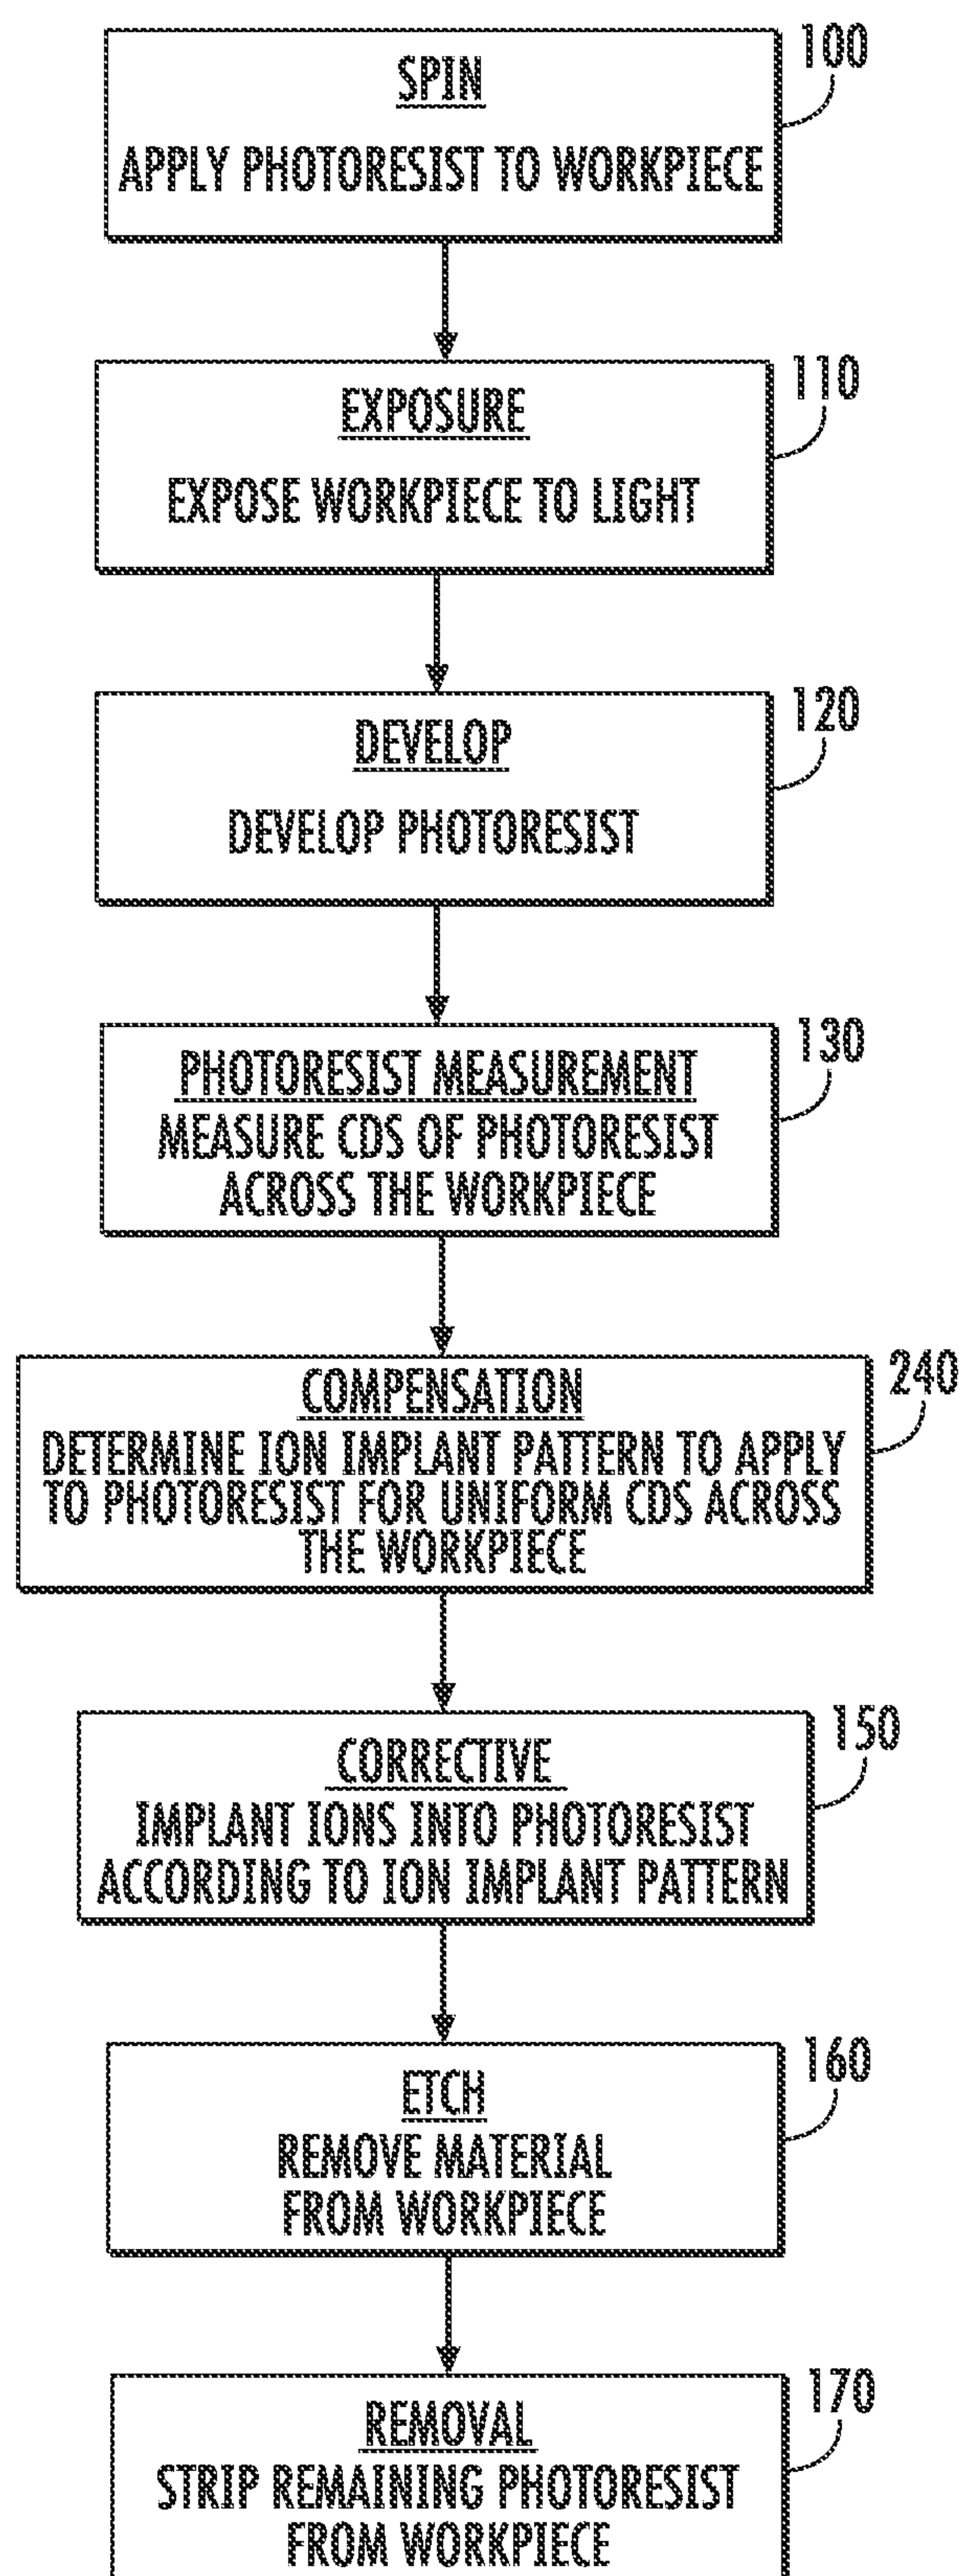 100
SPIN
APPLY PHOTORESIST TO WORKPIECE
110
EXPOSURE
EXPOSE WORKPIECE TO LIGHT
120
DEVELOP
DEVELOP PHOTORESIST
130
PHOTORESIST MEASUREMENT
MEASURE CDS OF PHOTORESIST
ACROSS THE WORKPIECE
240
COMPENSATION
DETERMINE ION IMPLANT PATTERN TO APPLY
TO PHOTORESIST FOR UNIFORM CDS ACROSS
THE WORKPIECE
150
CORRECTIVE
IMPLANT IONS INTO PHOTORESIST
ACCORDING TO ION IMPLANT PATTERN
160
ETCH
REMOVE MATERIAL
FROM WORKPIECE
170
REMOVAL
STRIP REMAINING PHOTORESIST
FROM WORKPIECE